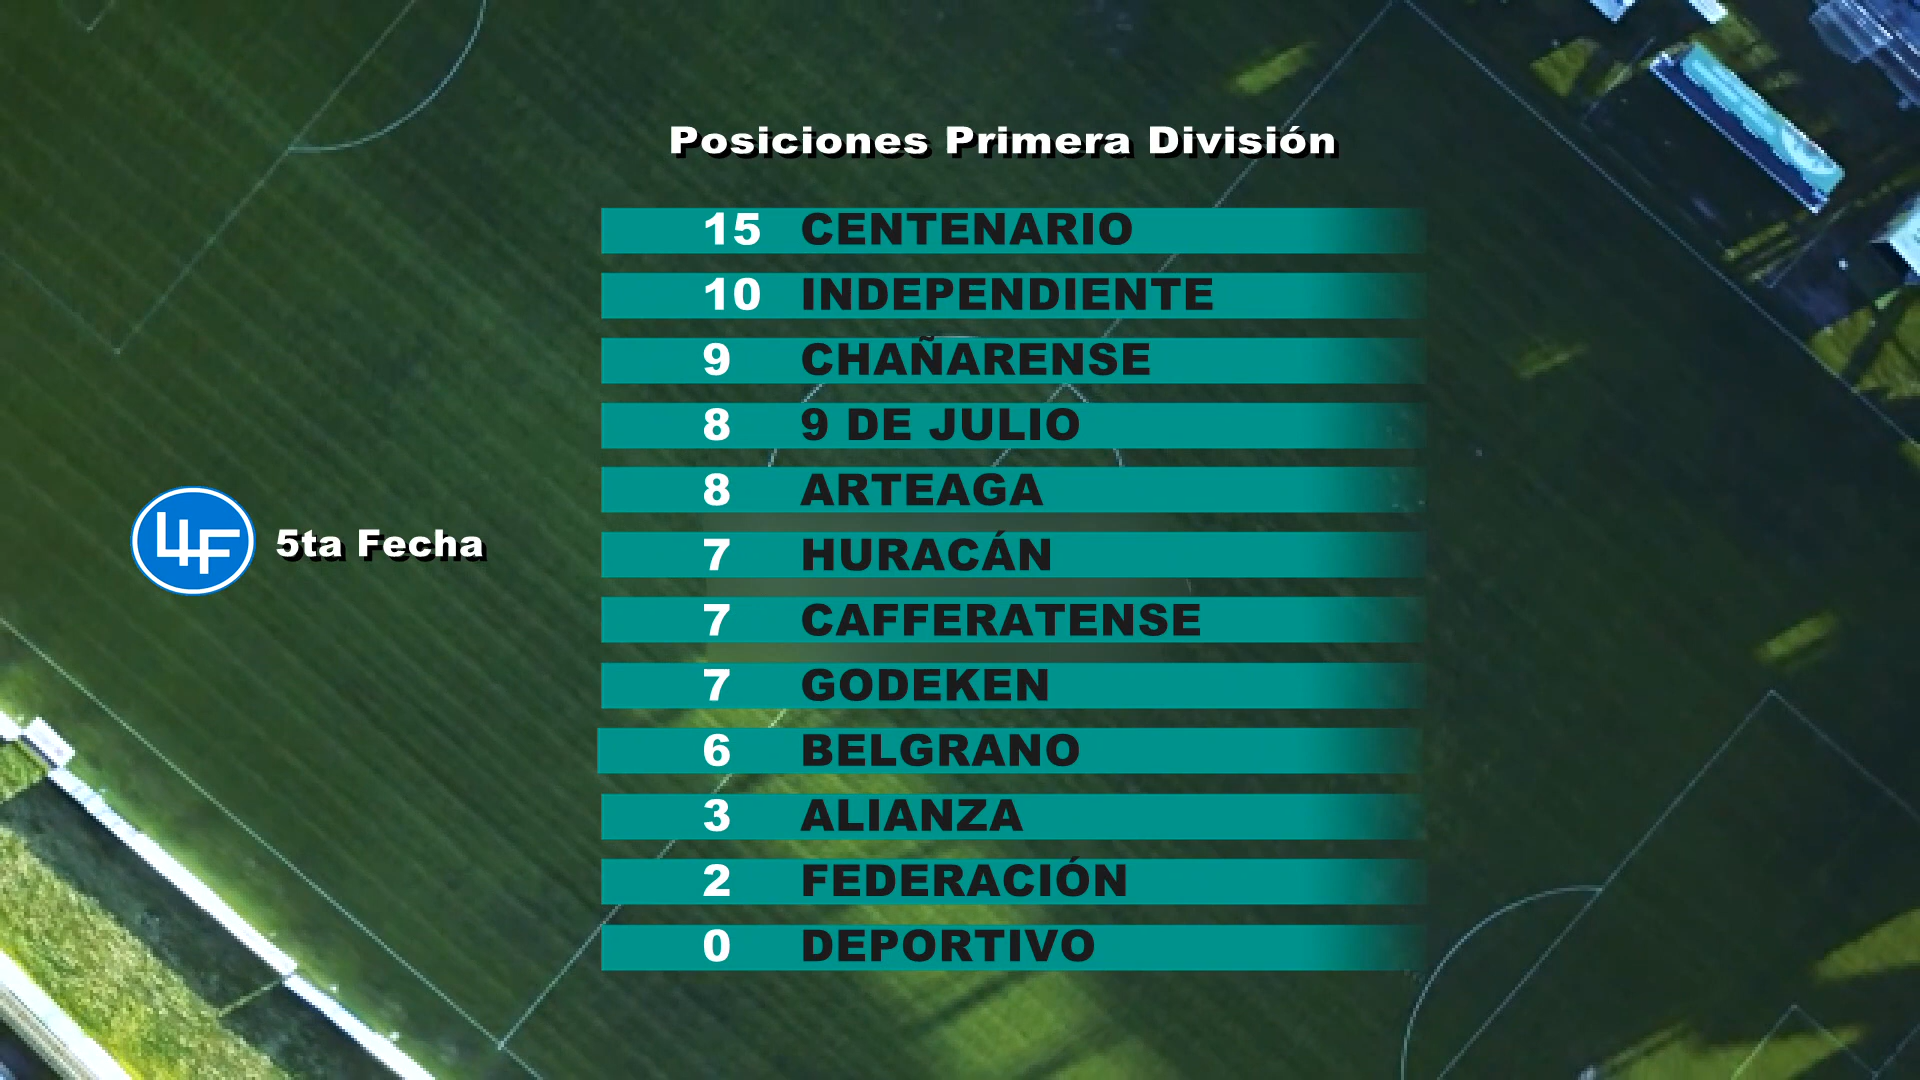 Posiciones Primera División
15 CENTENARIO
10 INDEPENDIENTE
9 CHAÑARENSE
8 9 DE JULIO
8 ARTEAGA
7 HURACÁN
7 CAFFERATENSE
7 GODEKEN
6 BELGRANO
3 ALIANZA
2 FEDERACIÓN
0 DEPORTIVO
LIF 5ta Fecha